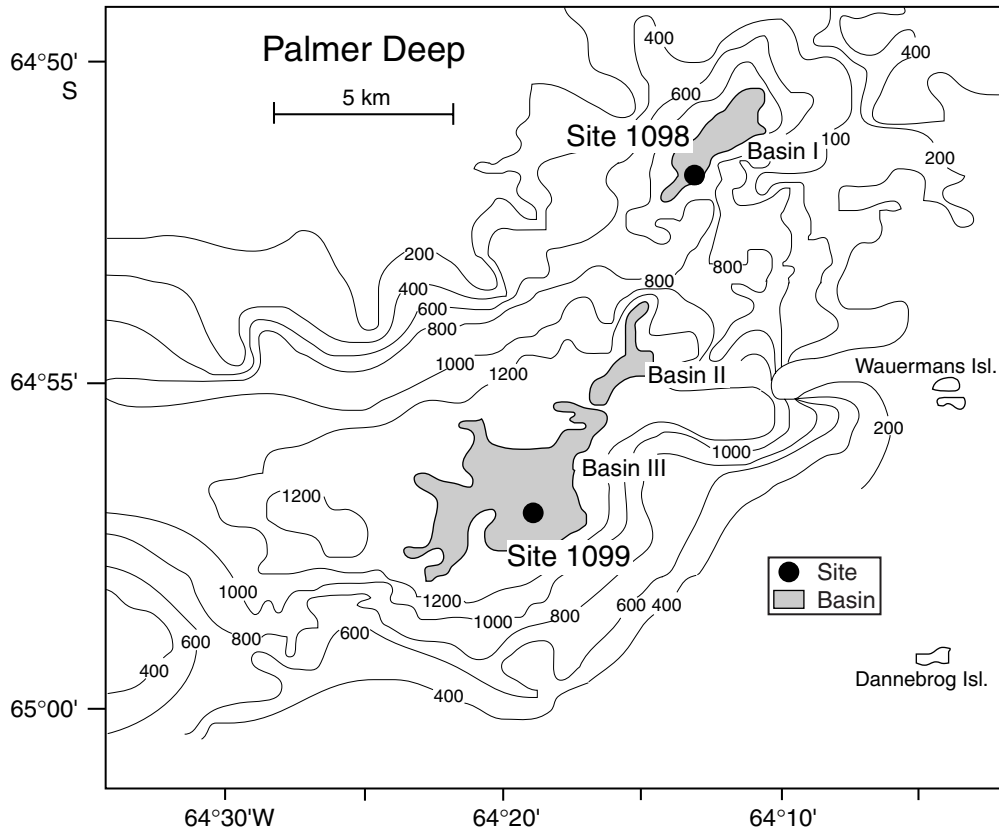 64°50'
S
Palmer Deep
400
400
5 km
600
Site 1098
Basin I
100
200
200
800
800
400
600
800
1000
1200
Wauermans Isl.
64°55'
Basin II
200
1000
Basin III
1200
Site 1099
Site
Basin
1000
1200
600
400
800
1000
800
600
600
400
Dannebrog Isl.
400
65°00'
64°30'W
64°20'
64°10'